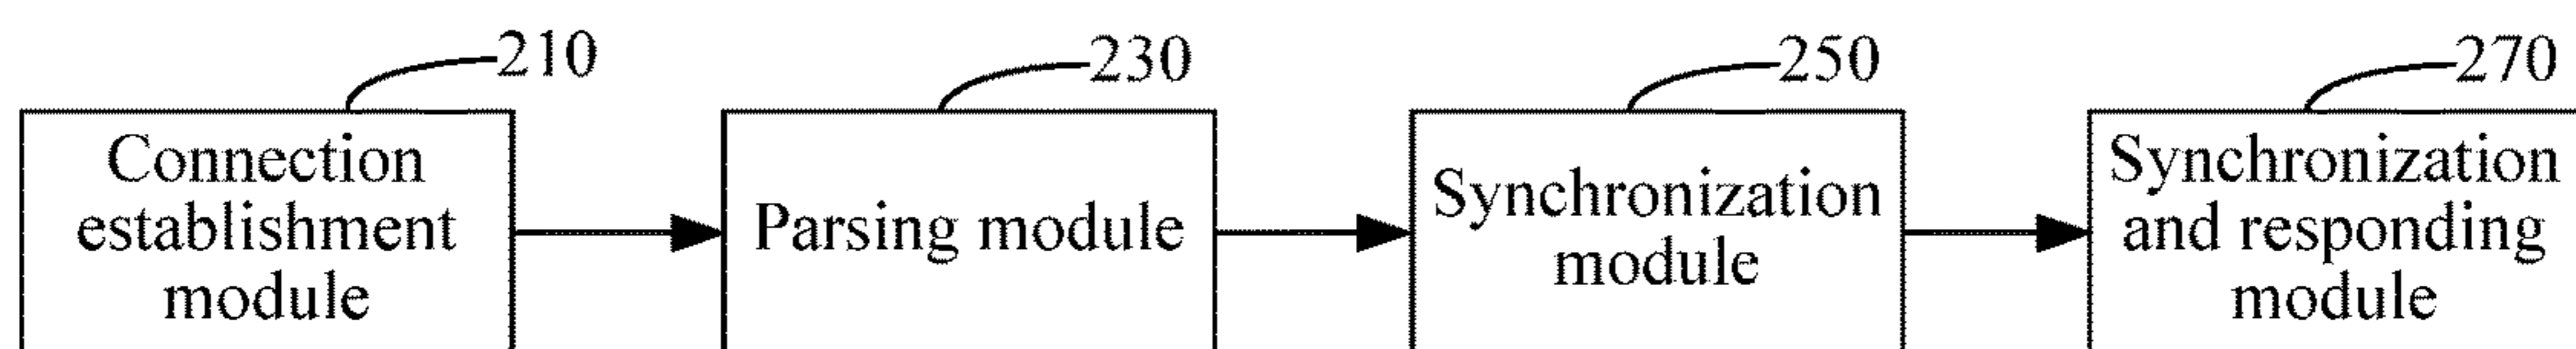 210
230
250
270
Connection
establishment
module
Parsing module
Synchronization
module
Synchronization
and responding
module